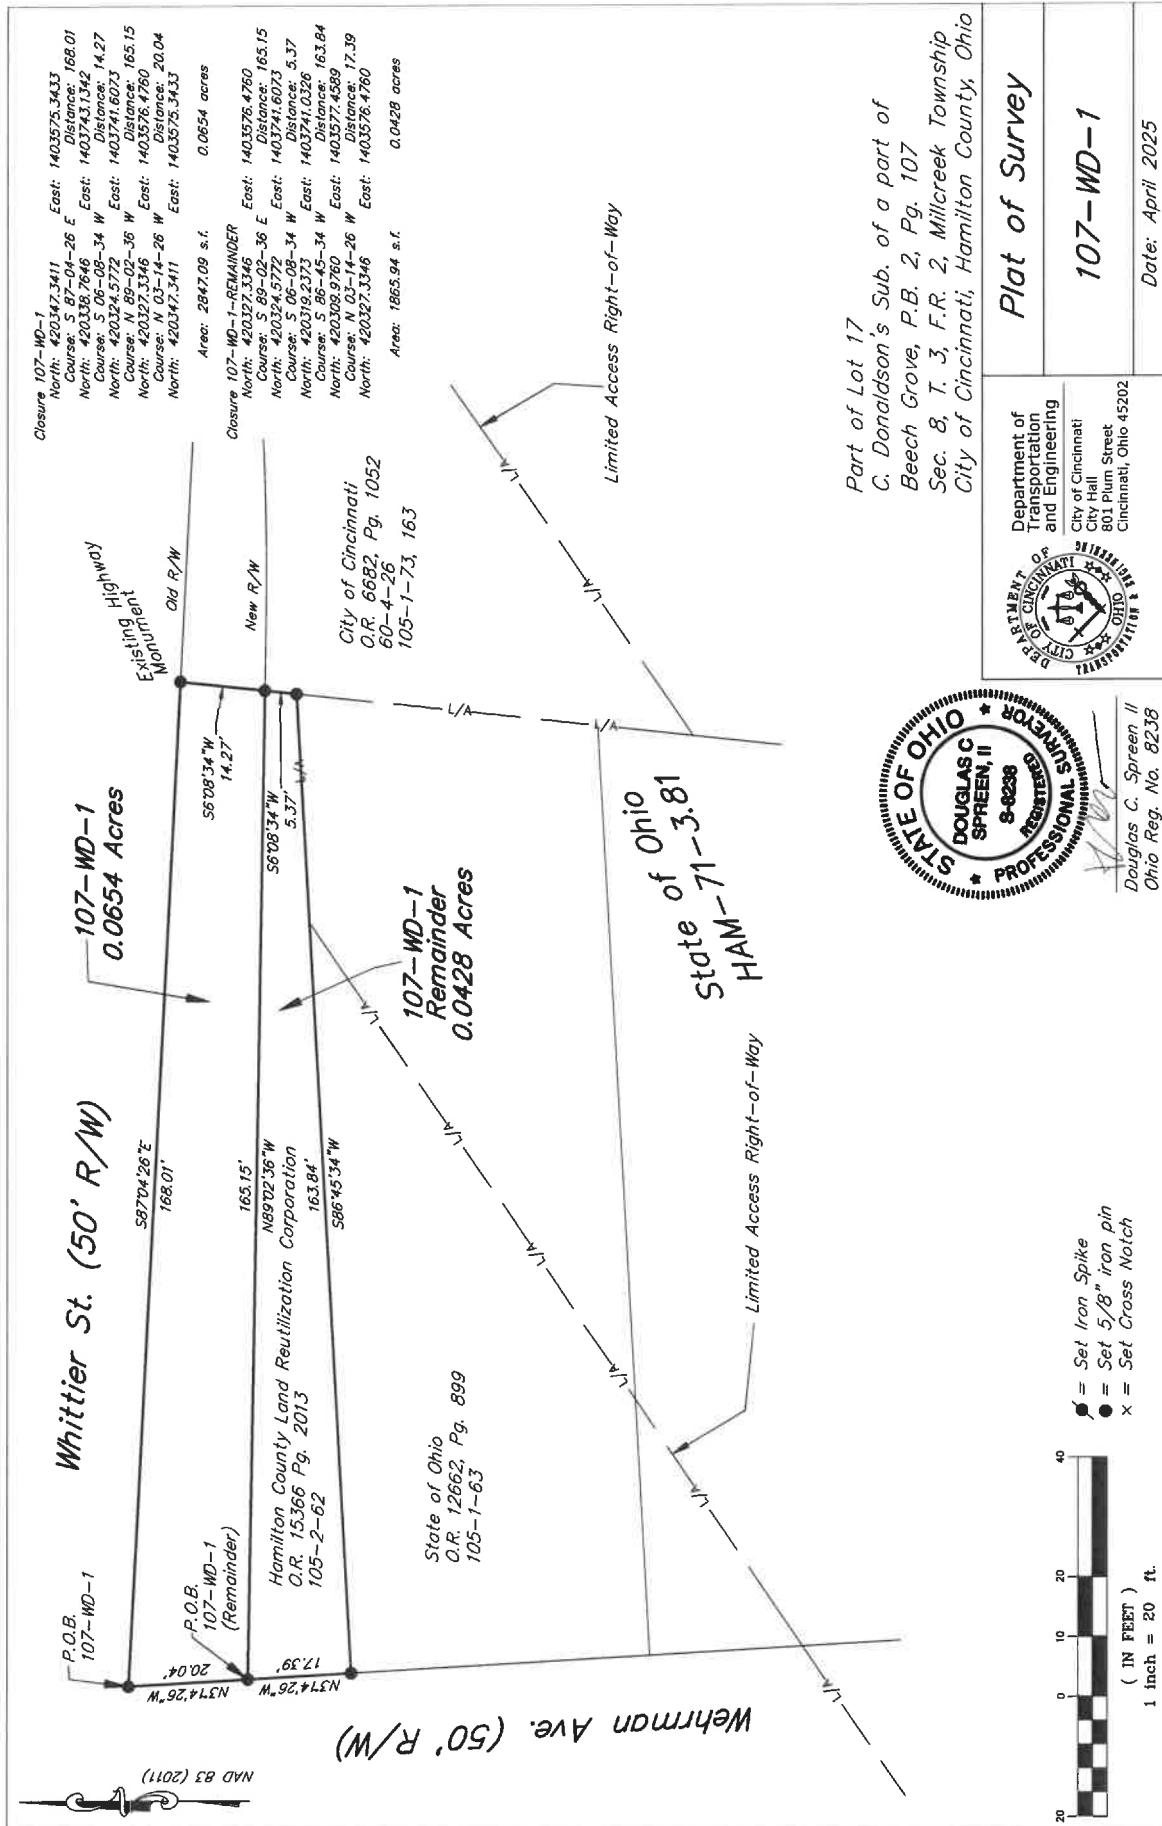 Closure 107-WD-1
North: 420347.3411 East: 1403575.3433
Course: S 87-04-26 E Distance: 168.01
North: 420338.7646 East: 1403743.1342
Course: S 06-08-34 W Distance: 14.27
North: 420324.5772 East: 1403741.6073
Course: N 89-02-36 W Distance: 165.15
North: 420327.3346 East: 1403576.4760
Course: N 03-14-26 W Distance: 20.04
North: 420347.3411 East: 1403575.3433
Area: 2847.09 s.f. 0.0654 acres
Closure 107-WD-1-REMAINDER
North: 420327.3346 East: 1403576.4760
Course: S 89-02-36 E Distance: 165.15
North: 420324.5772 East: 1403741.6073
Course: S 06-08-34 W Distance: 5.37
North: 420319.2373 East: 1403741.0326
Course: S 86-45-34 W Distance: 163.84
North: 420309.9760 East: 1403577.4589
Course: N 03-14-26 W Distance: 17.39
North: 420327.3346 East: 1403576.4760
Area: 1865.94 s.f. 0.0428 acres
NAD 83 (2011)
Whittier St. (50' R/W)
Wehrman Ave. (50' R/W)
P.O.B.
107-WD-1
P.O.B.
107-WD-1
(Remainder)
107-WD-1
0.0654 Acres
S87°04'26"E
168.01'
N3°14'26"W
20.04'
N3°14'26"W
17.39'
165.15'
N89°02'36"W
Hamilton County Land Reutilization Corporation
O.R. 15366 Pg. 2013
105-2-62
163.84'
S86°45'34"W
S6°08'34"W
14.27'
S6°08'34"W
5.37'
Existing Highway
Monument
Old R/W
New R/W
107-WD-1
Remainder
0.0428 Acres
City of Cincinnati
O.R. 6682, Pg. 1052
60-4-26
105-1-73, 163
State of Ohio
O.R. 12662, Pg. 899
105-1-63
State of Ohio
HAM-71-3.81
L/A
L/A
L/A
L/A
L/A
L/A
L/A
L/A
L/A
L/A
L/A
Limited Access Right-of-Way
Limited Access Right-of-Way
= Set Iron Spike
= Set 5/8" iron pin
× = Set Cross Notch
20 0 10 20 40
( IN FEET )
1 inch = 20 ft.
Part of Lot 17
C. Donaldson's Sub. of a part of
Beech Grove, P.B. 2, Pg. 107
Sec. 8, T. 3, F.R. 2, Millcreek Township
City of Cincinnati, Hamilton County, Ohio
STATE OF OHIO
DOUGLAS C
SPREEN, II
S-8238
REGISTERED
PROFESSIONAL SURVEYOR
Douglas C. Spreen II
Ohio Reg. No. 8238
DEPARTMENT OF
TRANSPORTATION & ENGINEERING
CITY OF CINCINNATI
OHIO
Department of
Transportation
and Engineering
City of Cincinnati
City Hall
801 Plum Street
Cincinnati, Ohio 45202
Plat of Survey
107-WD-1
Date: April 2025